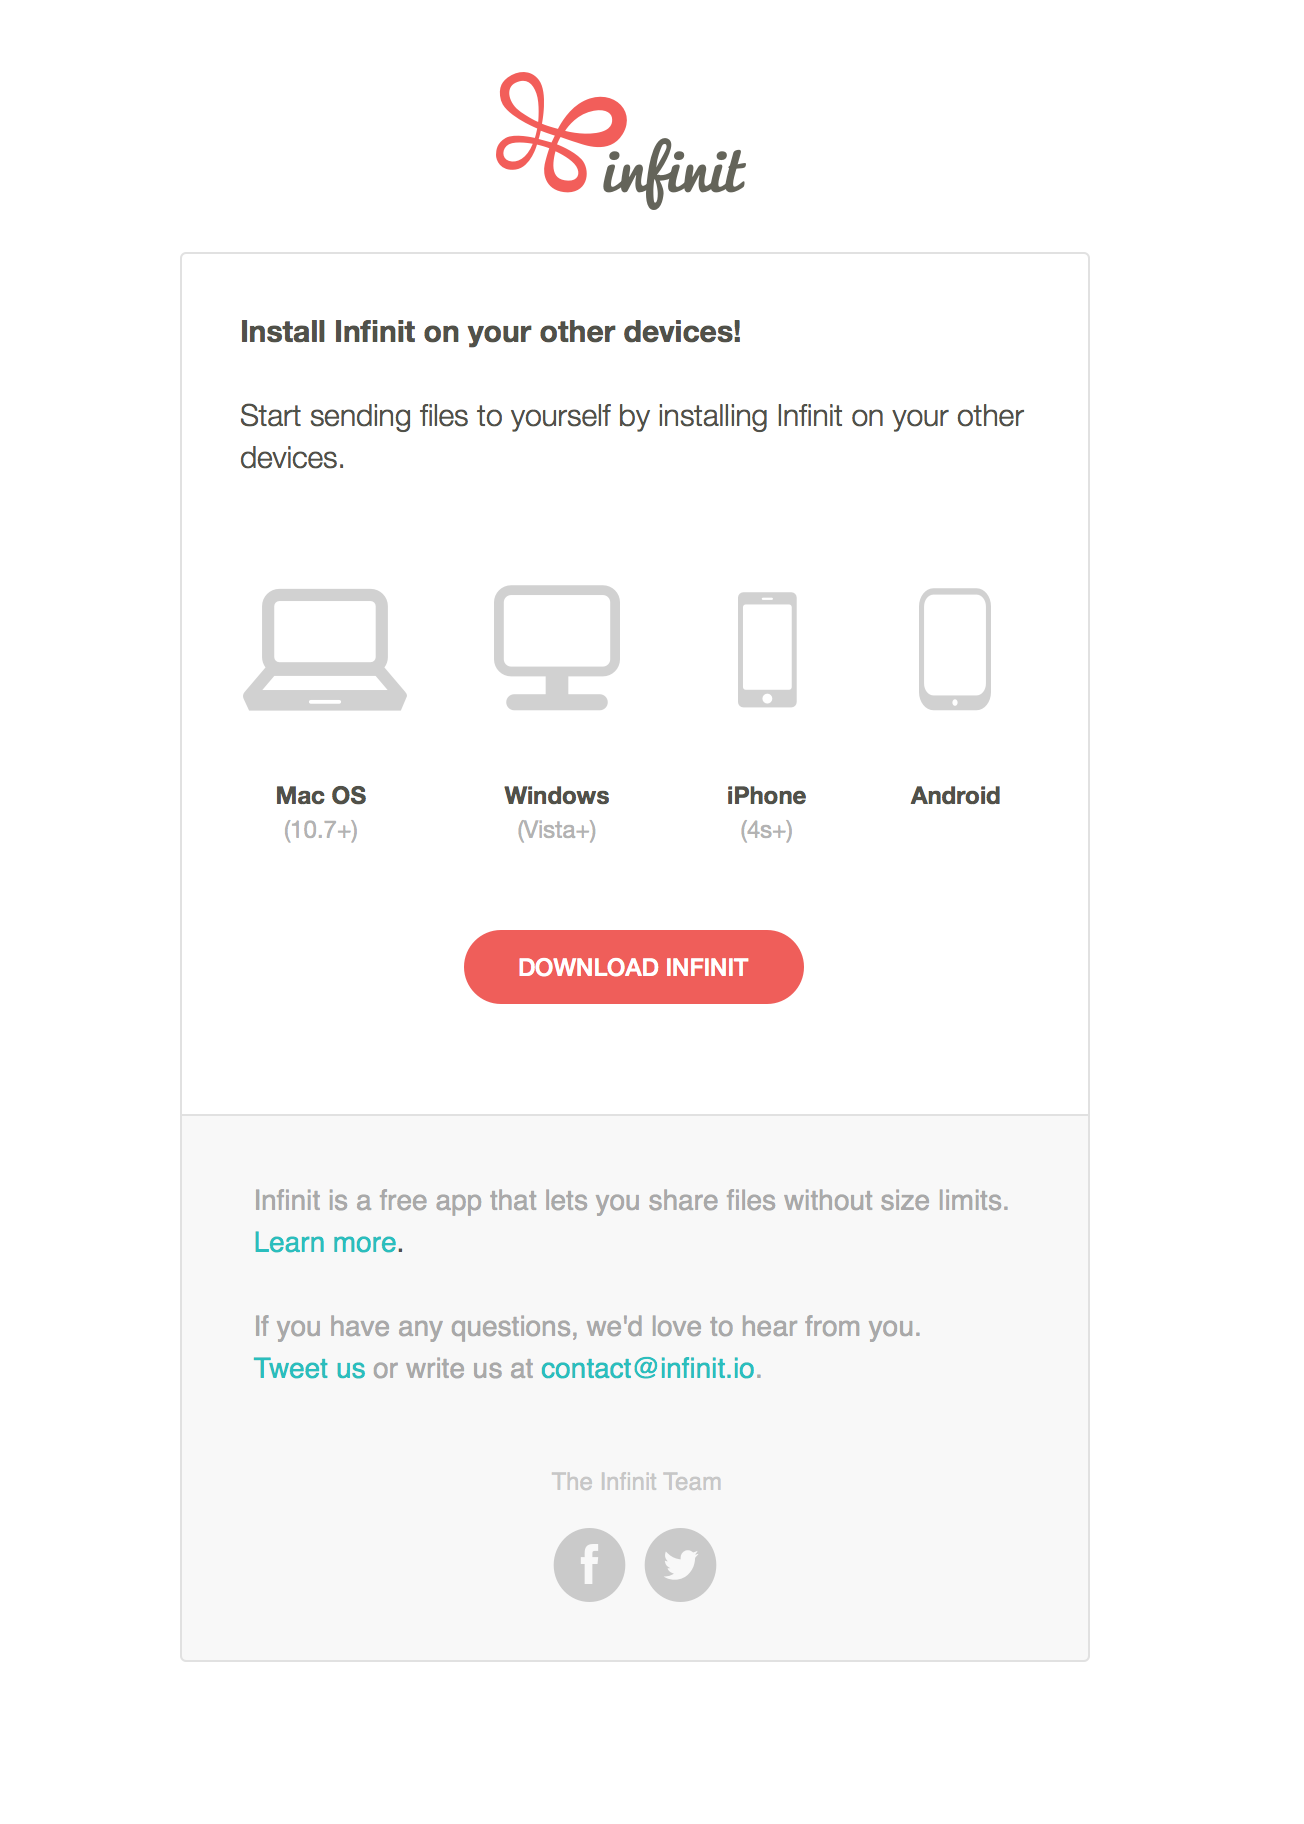 infinit
Install Infinit on your other devices!
Start sending files to yourself by installing Infinit on your other
devices.
Mac OS
(10.7+)
Windows
(Vista+)
iPhone
(4s+)
Android
DOWNLOAD INFINIT
Infinit is a free app that lets you share files without size limits.
Learn more.
If you have any questions, we'd love to hear from you.
Tweet us or write us at contact@infinit.io.
The Infinit Team